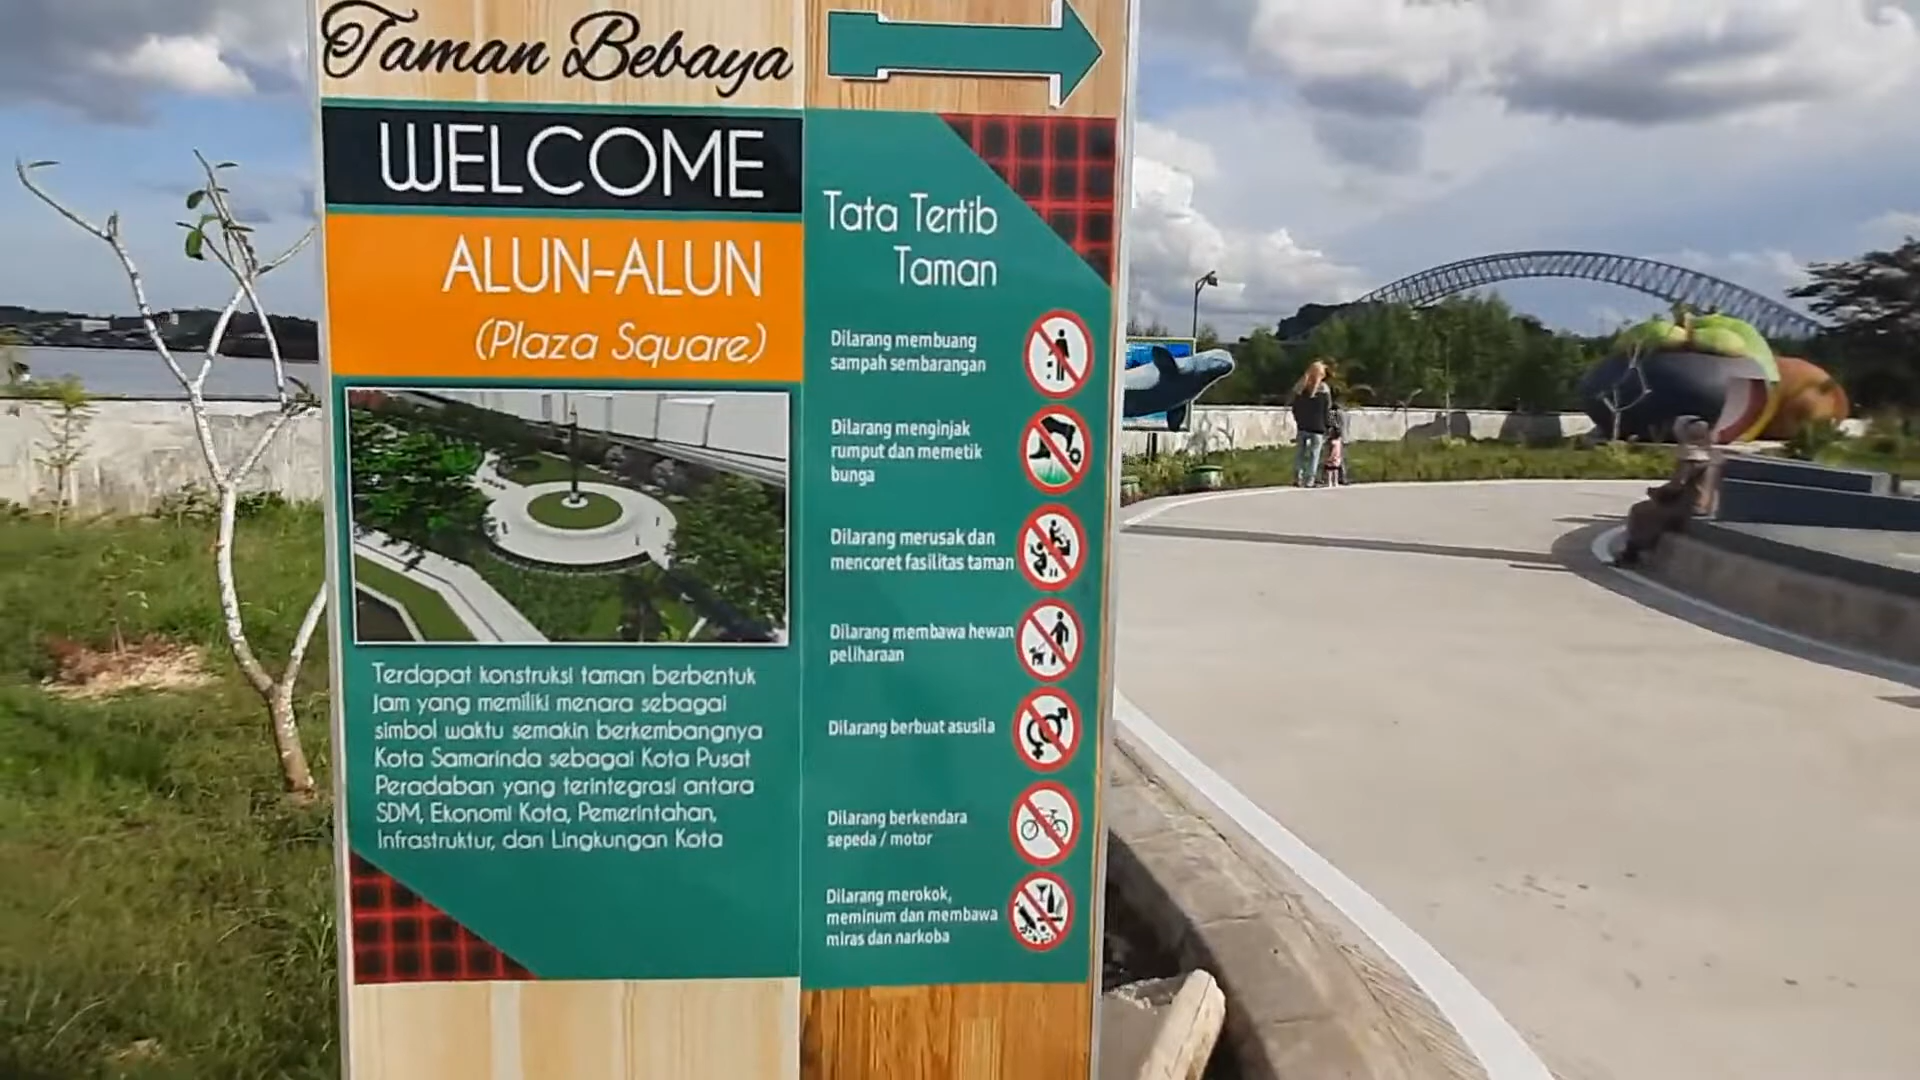 Taman Bebaya
WELCOME
ALUN-ALUN
(Plaza Square)
Terdapat konstruksi taman berbentuk
jam yang memiliki menara sebagai
simbol waktu semakin berkembangnya
Kota Samarinda sebagai Kota Pusat
Peradaban yang terintegrasi antara
SDM, Ekonomi Kota, Pemerintahan,
Infrastruktur, dan Lingkungan Kota
Tata Tertib
Taman
Dilarang membuang
sampah sembarangan
Dilarang menginjak
rumput dan memetik
bunga
Dilarang merusak dan
mencoret fasilitas taman
Dilarang membawa hewan
peliharaan
Dilarang berbuat asusila
Dilarang berkendara
sepeda / motor
Dilarang merokok,
meminum dan membawa
miras dan narkoba